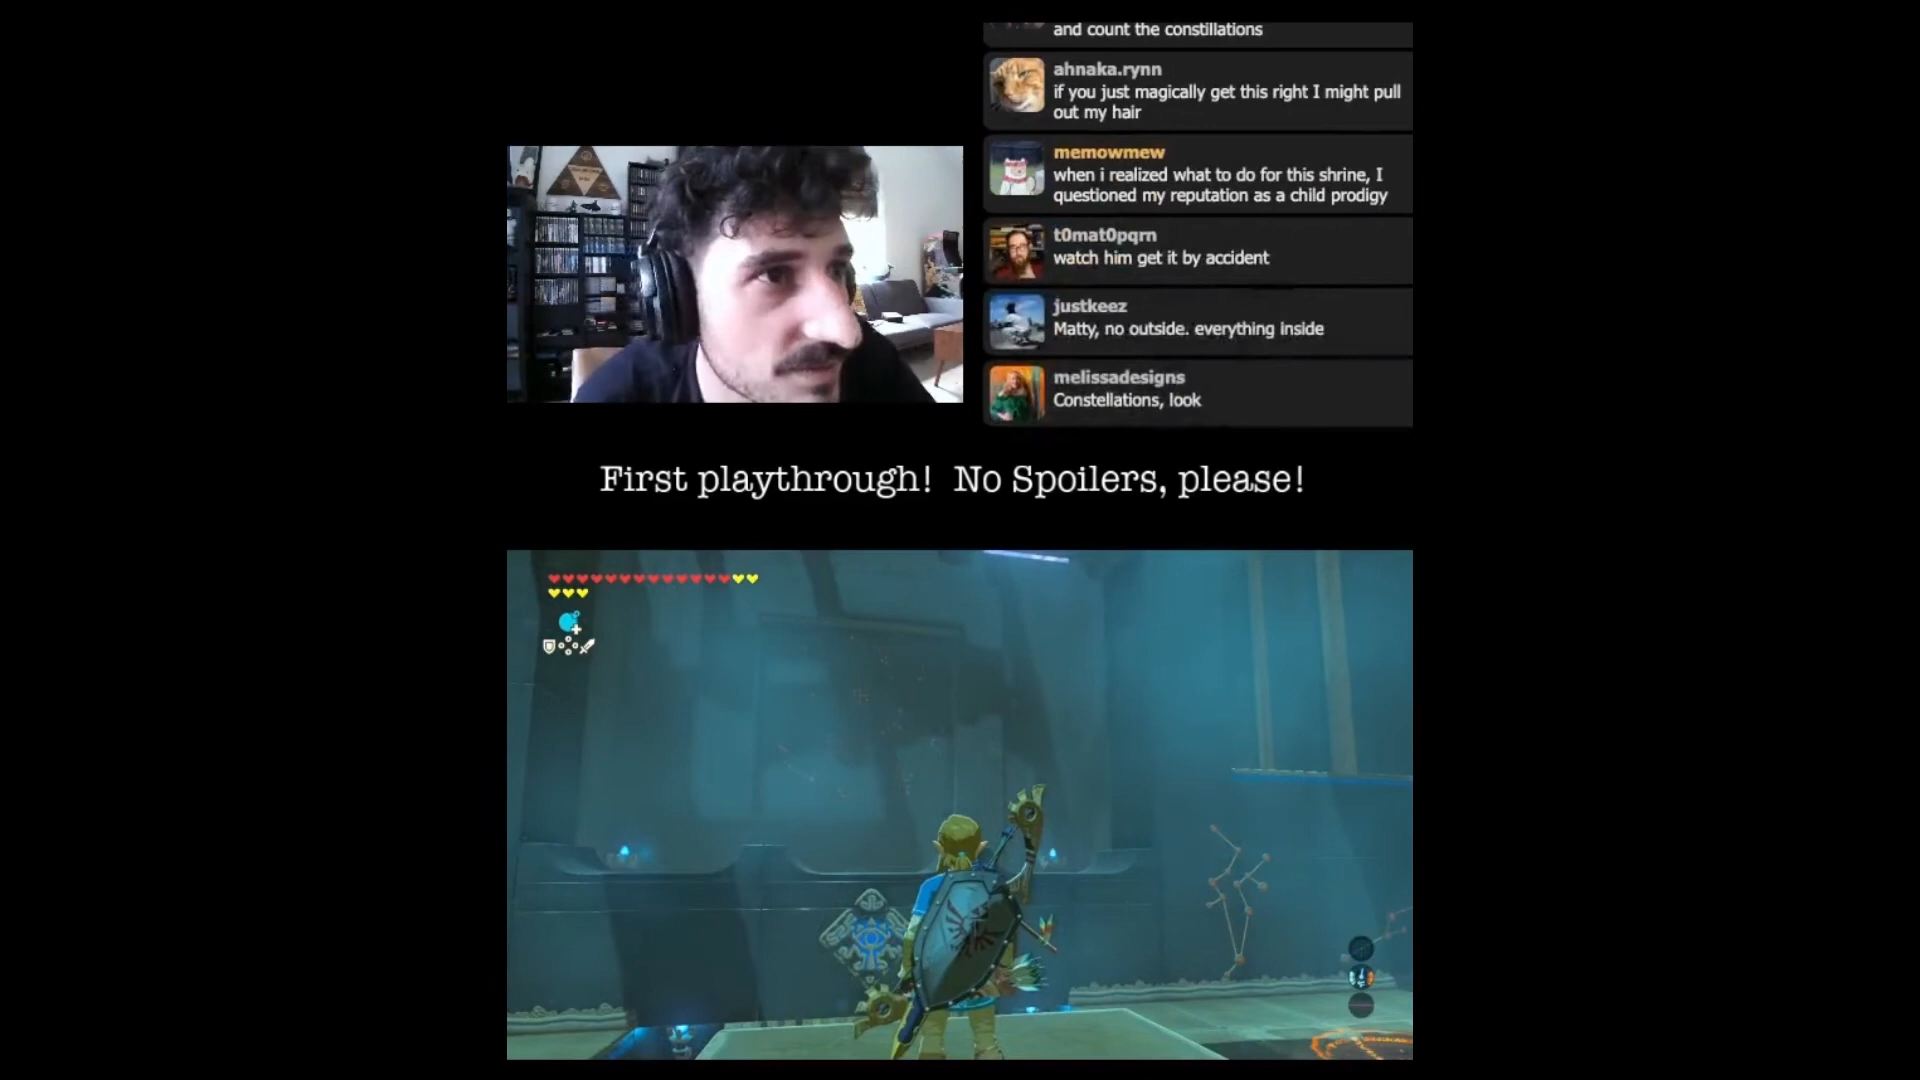 and count the constillations
ahnaka.rynn
if you just magically get this right I might pull
out my hair
memowmew
when i realized what to do for this shrine, I
questioned my reputation as a child prodigy
t0mat0pqrn
watch him get it by accident
justkeez
Matty, no outside. everything inside
melissadesigns
Constellations, look
First playthrough! No Spoilers, please!